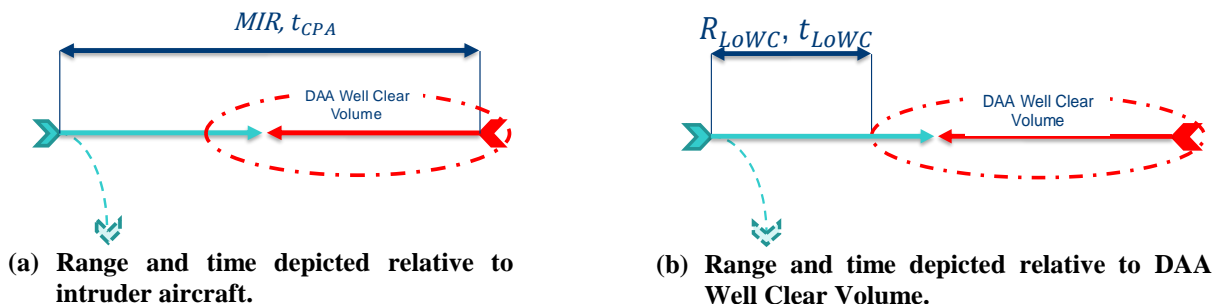 MIR, t_CPA
DAA Well Clear
Volume
(a) Range and time depicted relative to
intruder aircraft.
R_LoWC, t_LoWC
DAA Well Clear
Volume
(b) Range and time depicted relative to DAA
Well Clear Volume.